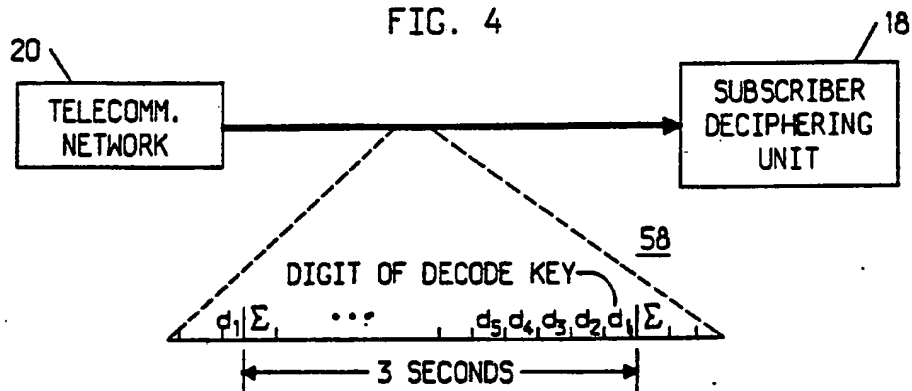 FIG. 4
20
18
TELECOMM.
NETWORK
SUBSCRIBER
DECIPHERING
UNIT
58
DIGIT OF DECODE KEY
d₁ Σ ••• d₅ d₄ d₃ d₂ d₁ Σ
3 SECONDS